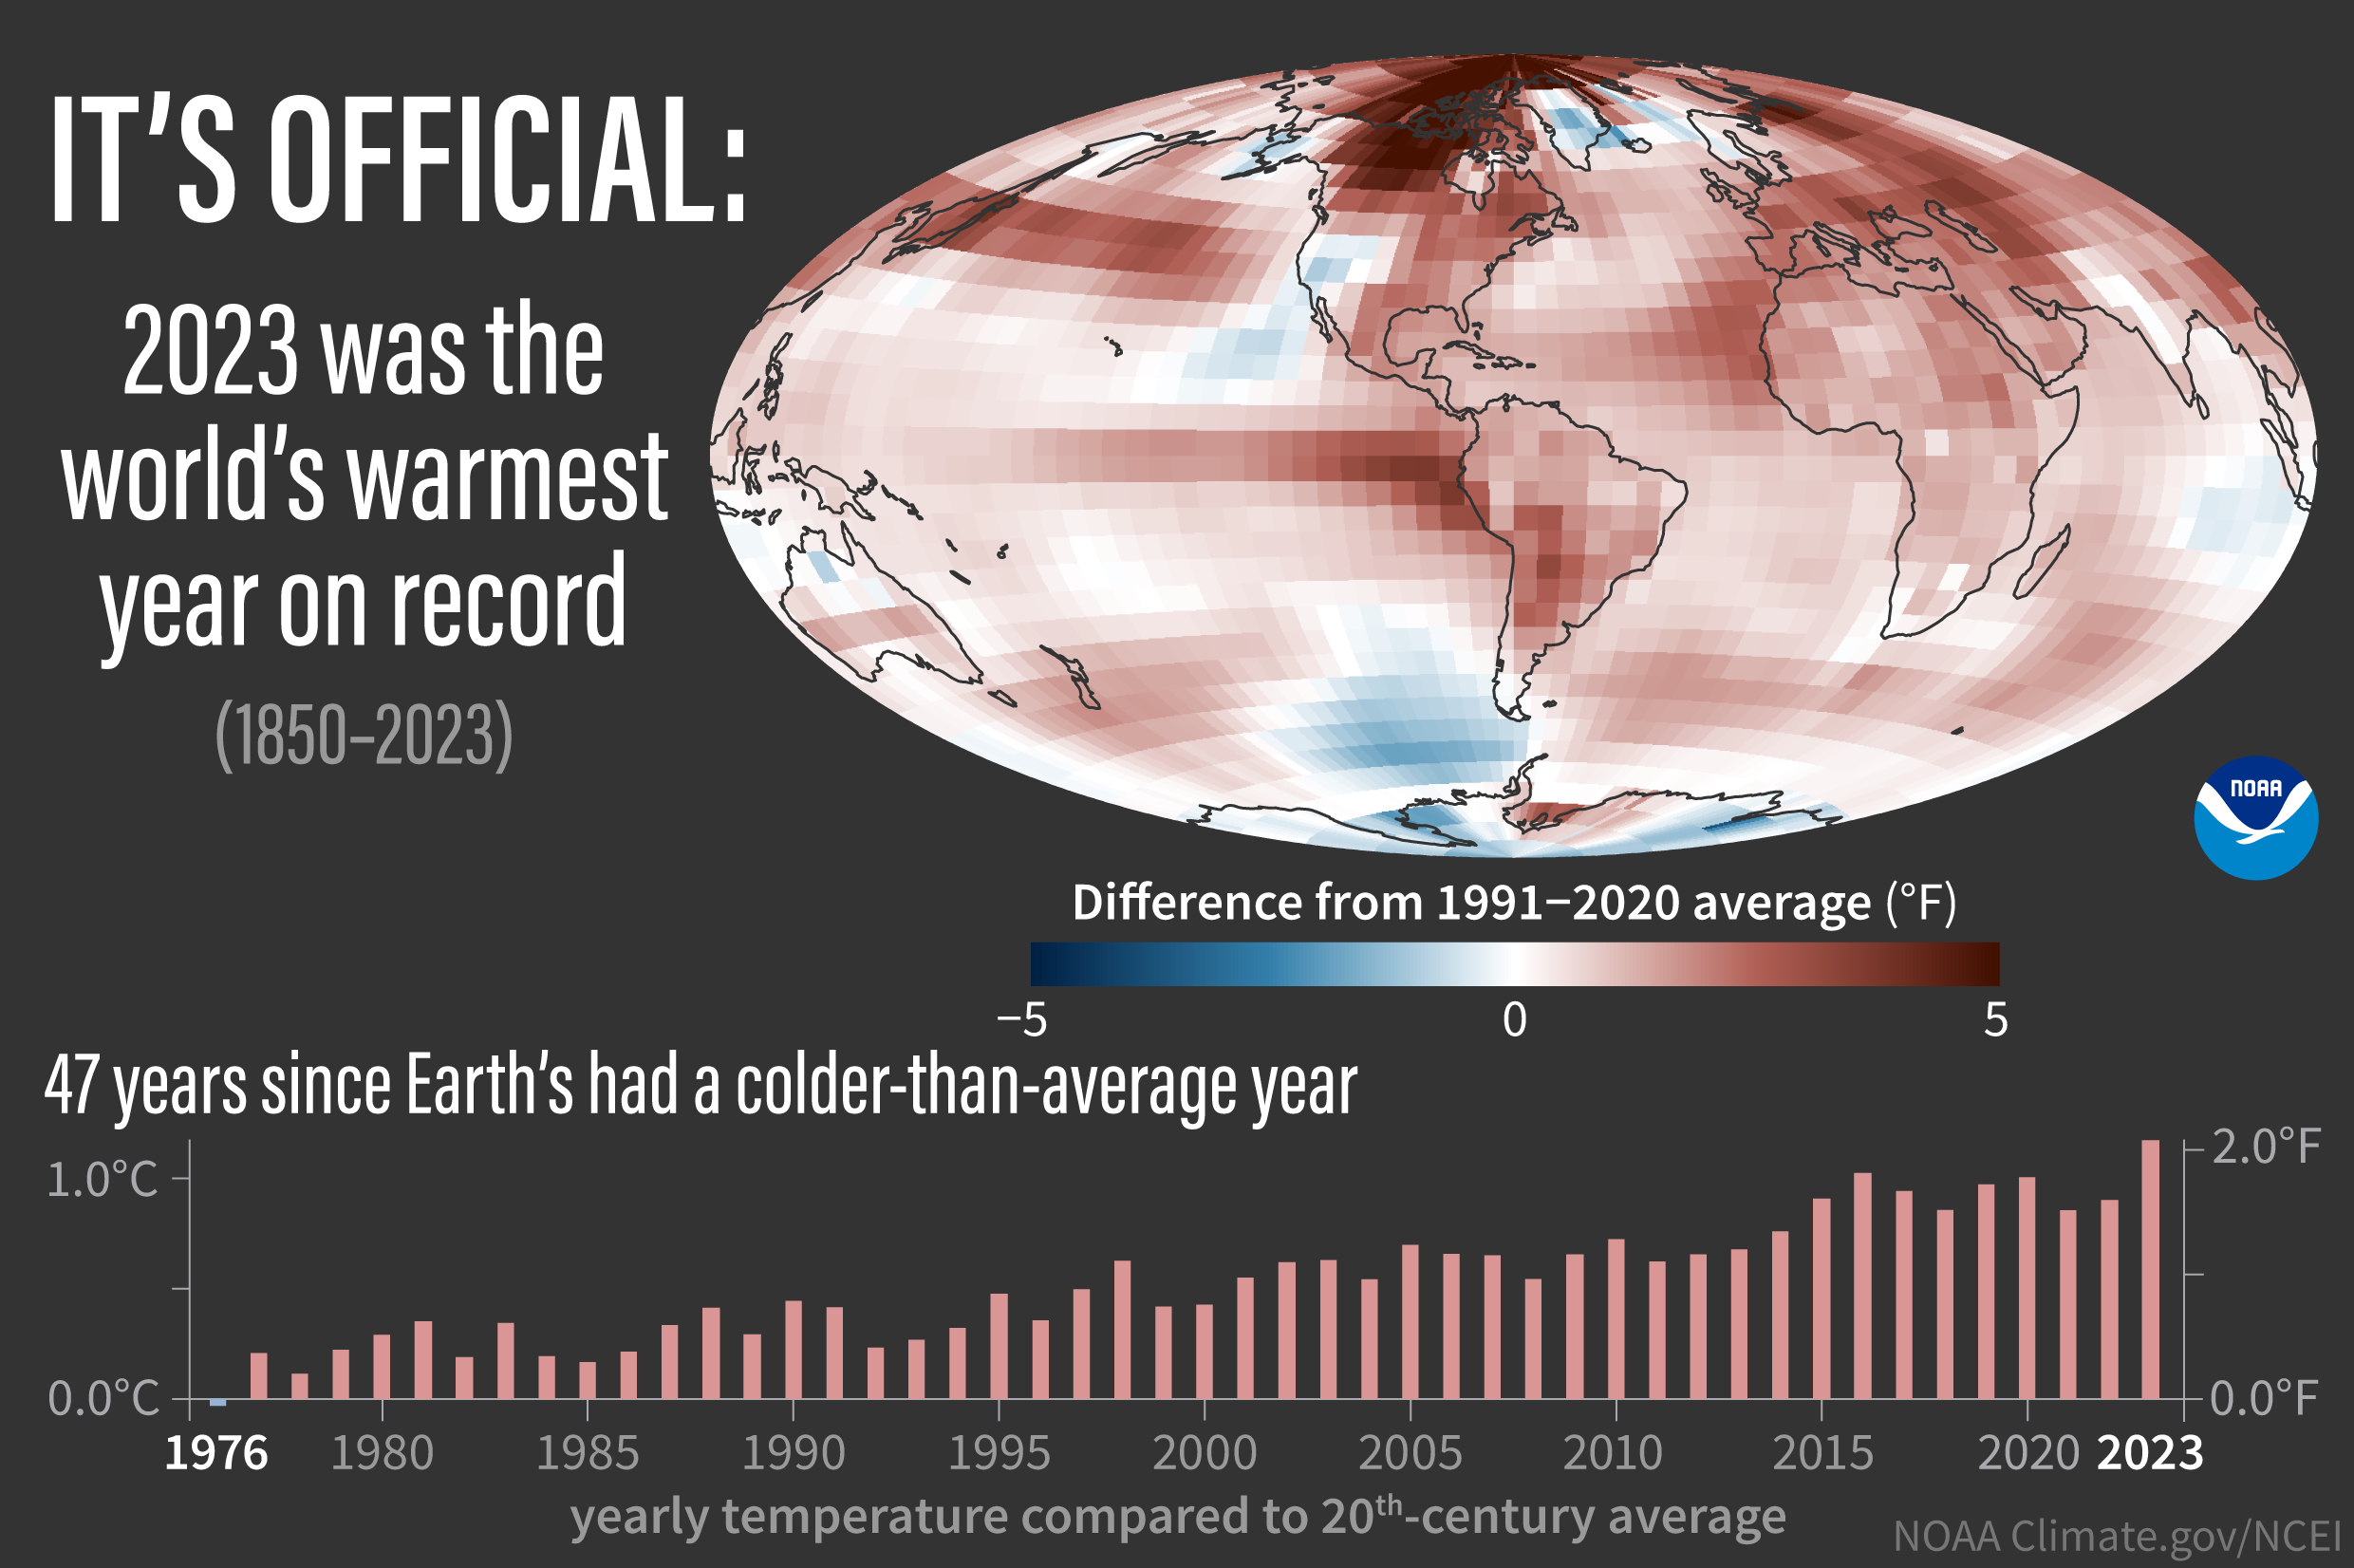 IT'S OFFICIAL:
2023 was the
world's warmest
year on record
(1850–2023)
NOAA
Difference from 1991–2020 average (°F)
−5 0 5
47 years since Earth's had a colder-than-average year
1.0°C 2.0°F
0.0°C 0.0°F
1976 1980 1985 1990 1995 2000 2005 2010 2015 2020 2023
yearly temperature compared to 20th-century average
NOAA Climate.gov/NCEI